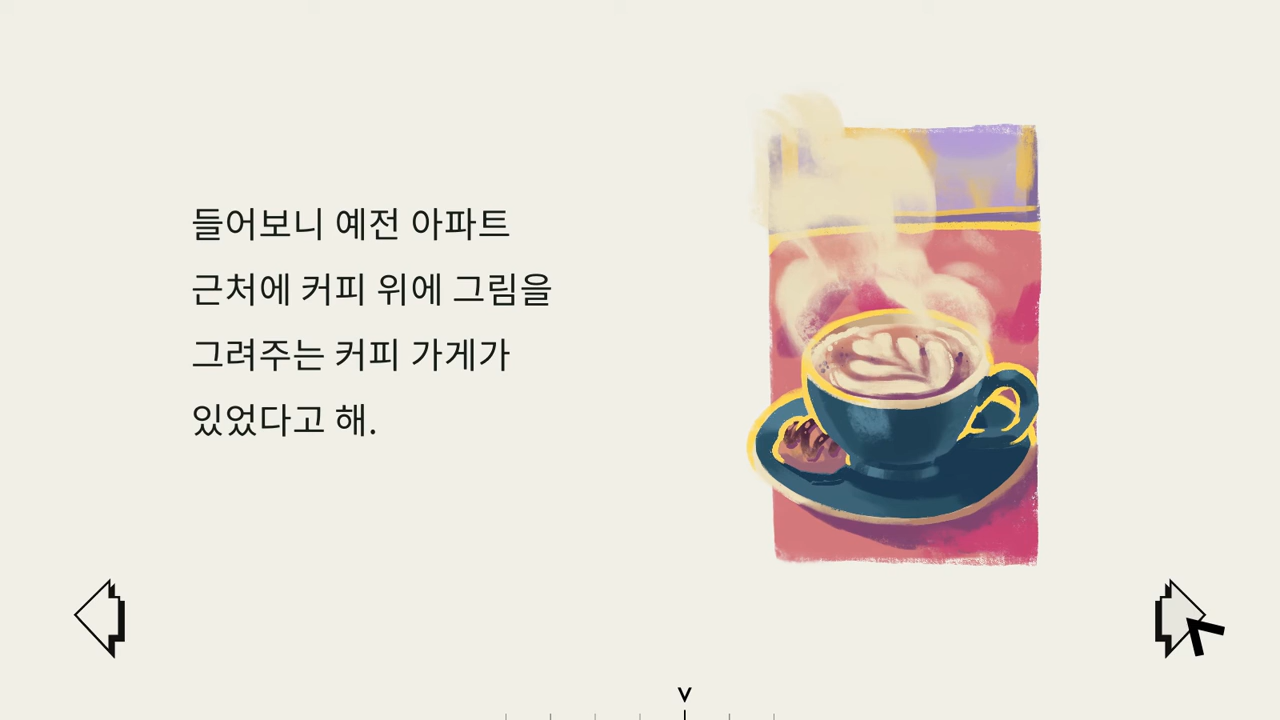 들어보니 예전 아파트
근처에 커피 위에 그림을
그려주는 커피 가게가
있었다고 해.